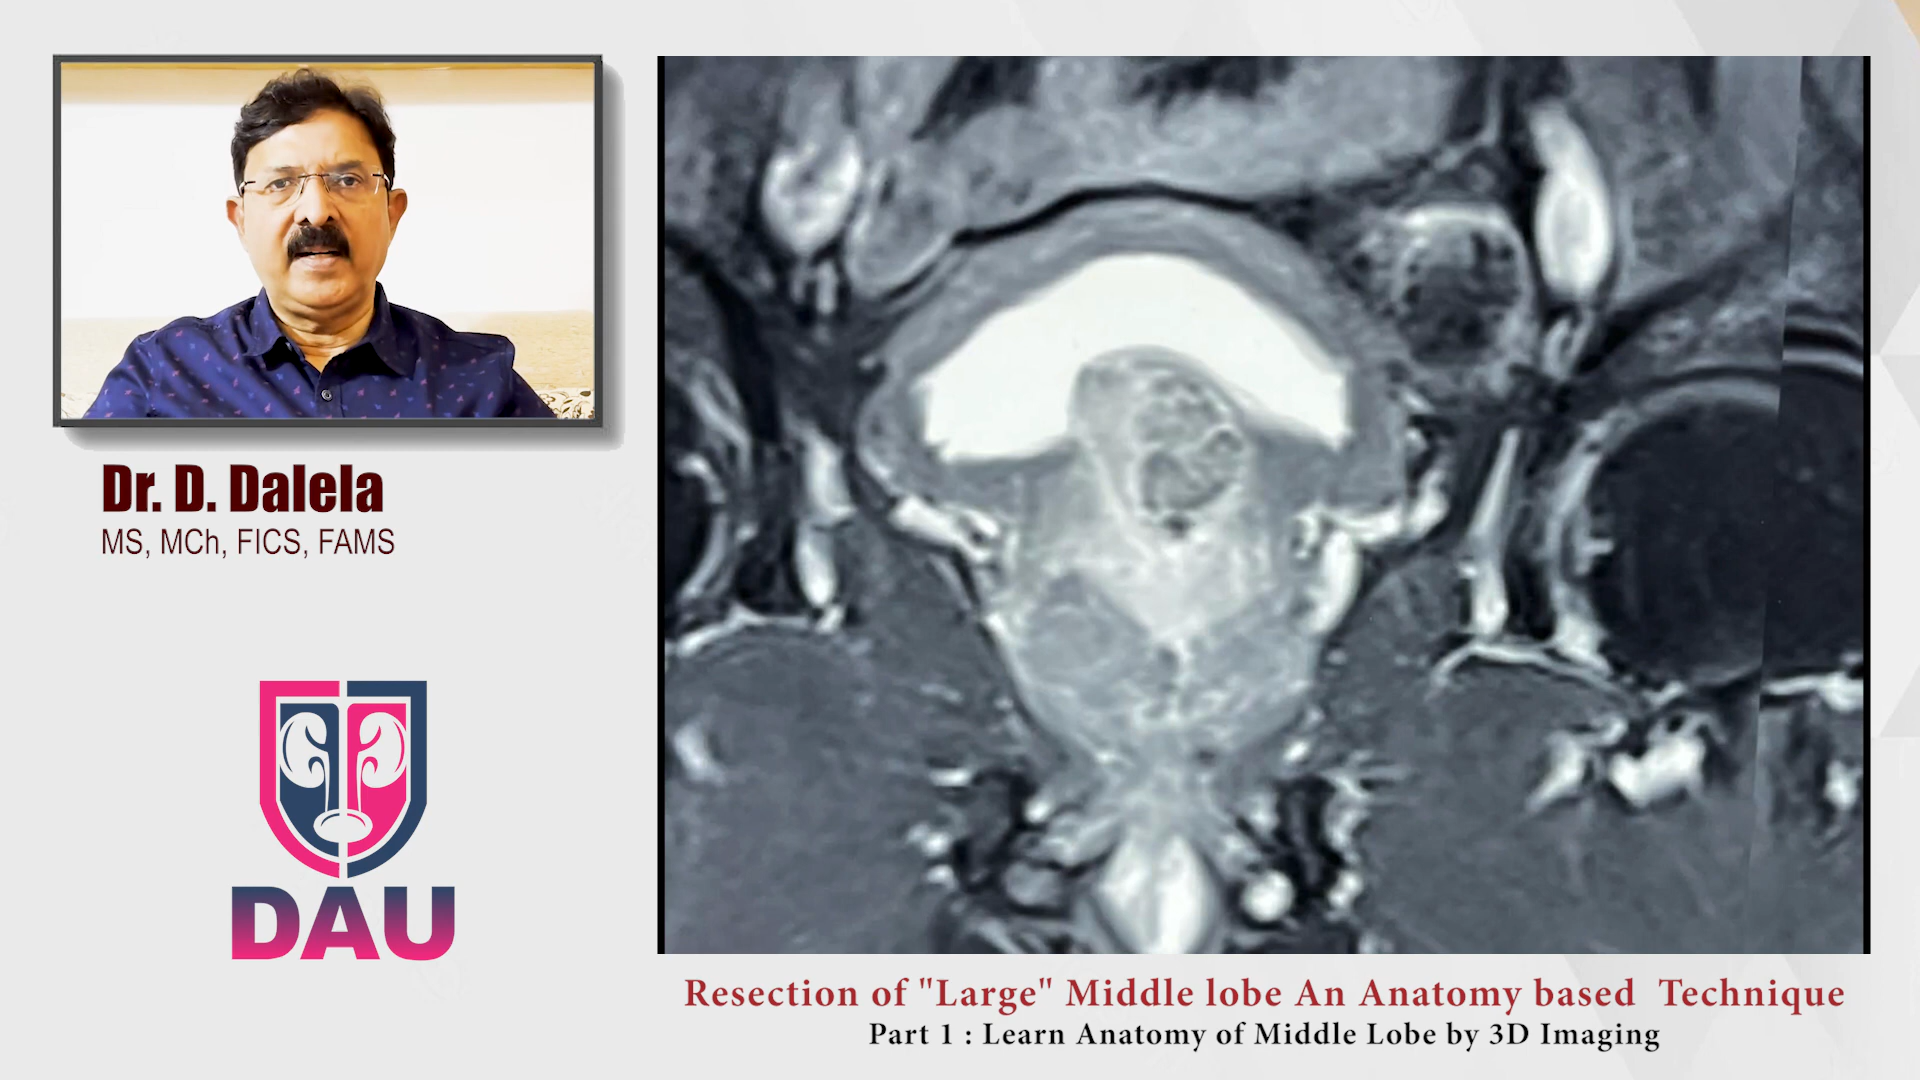 Dr. D. Dalela
MS, MCh, FICS, FAMS
DAU
Resection of "Large" Middle lobe An Anatomy based Technique
Part 1 : Learn Anatomy of Middle Lobe by 3D Imaging